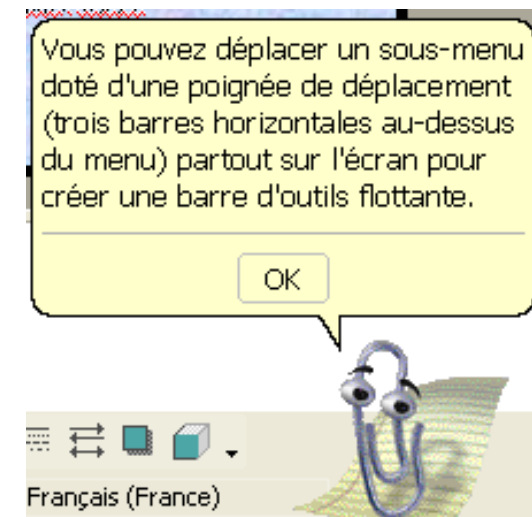 Vous pouvez déplacer un sous-menu
doté d'une poignée de déplacement
(trois barres horizontales au-dessus
du menu) partout sur l'écran pour
créer une barre d'outils flottante.
OK
Français (France)